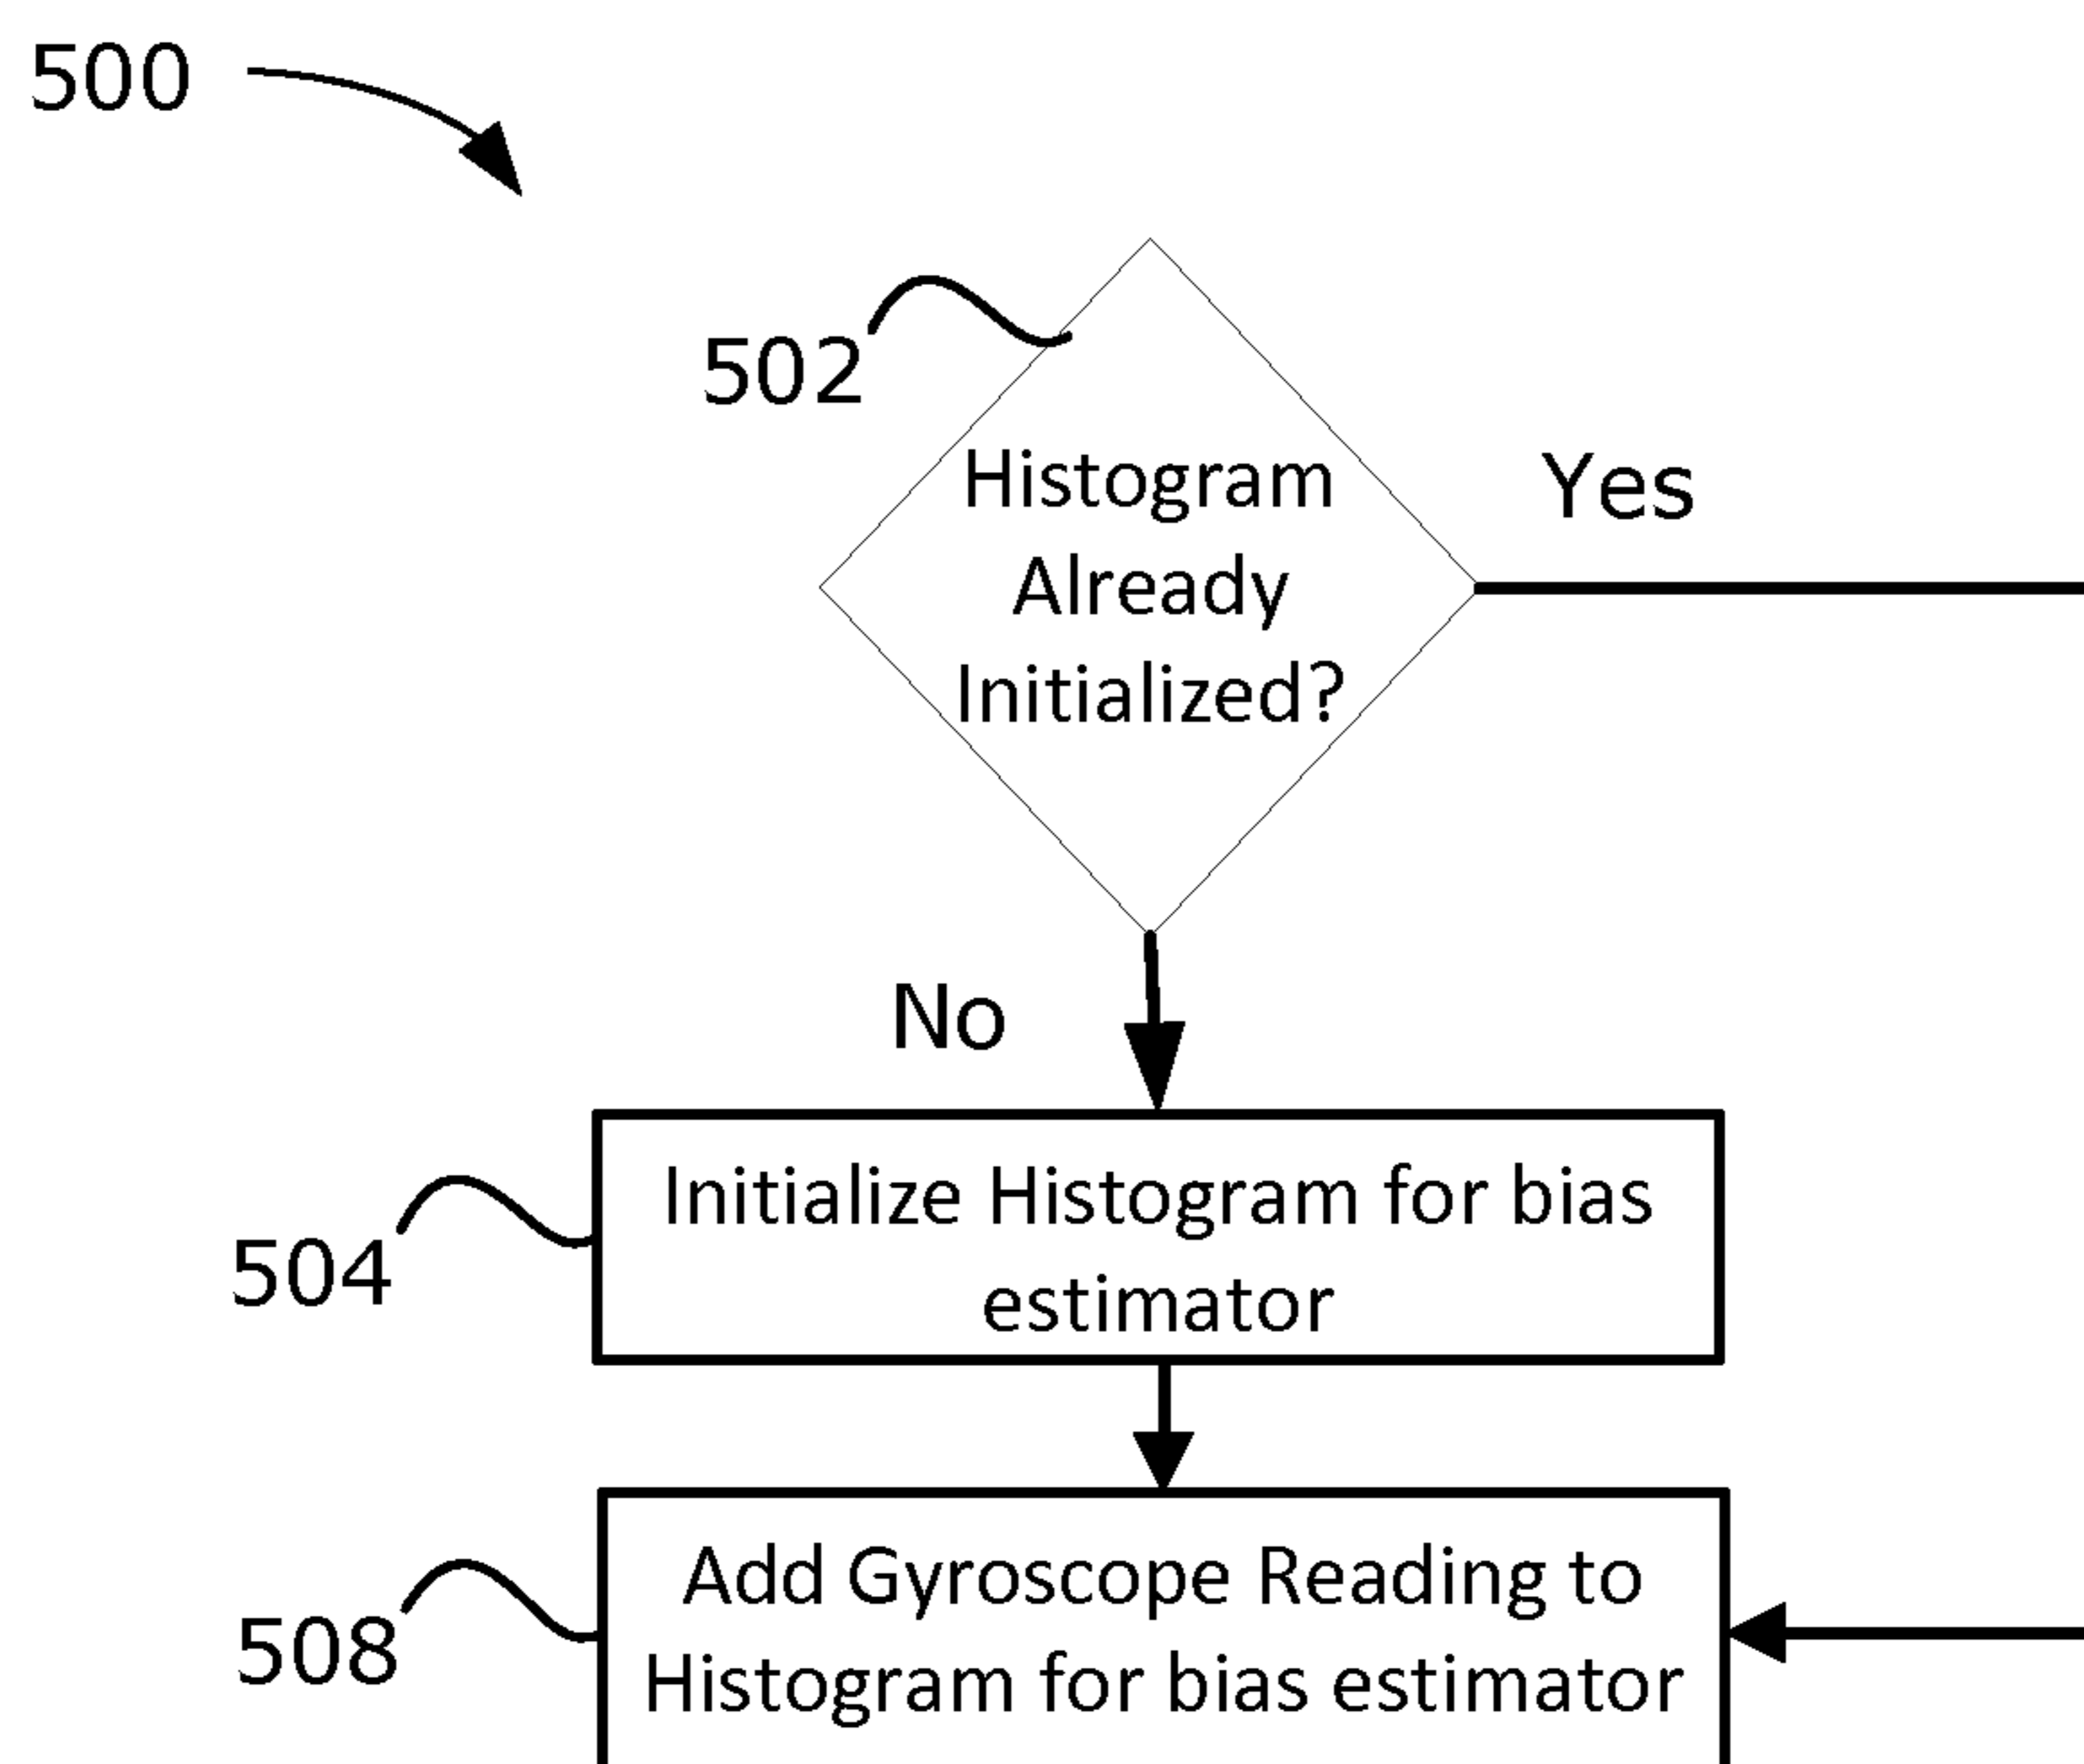 500
502
Histogram
Already
Initialized?
Yes
No
504
Initialize Histogram for bias
estimator
508
Add Gyroscope Reading to
Histogram for bias estimator